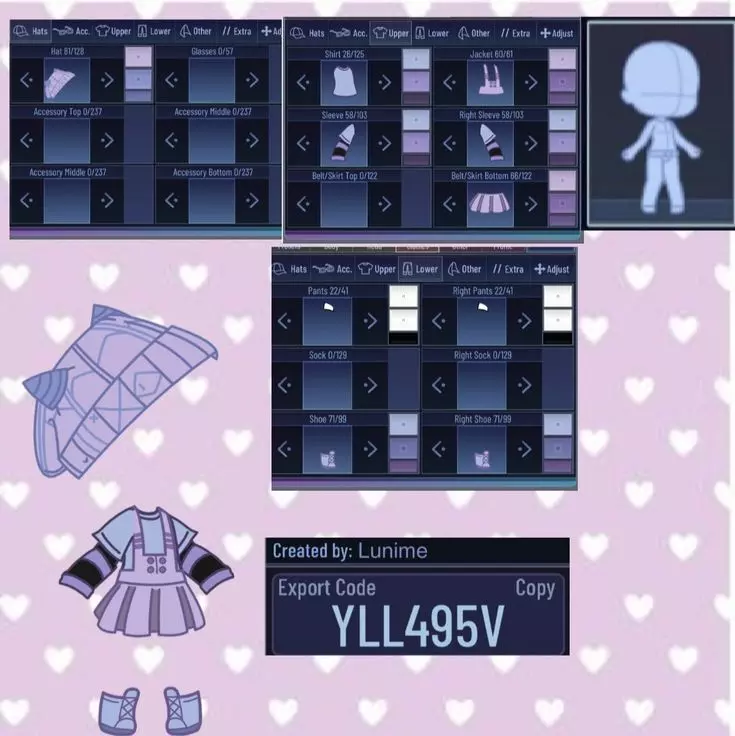 Hats Acc. Upper Lower Other // Extra Ad
Hat 81/128 Glasses 0/57
Accessory Top 0/237 Accessory Middle 0/237
Accessory Middle 0/237 Accessory Bottom 0/237
Hats Acc. Upper Lower Other // Extra Adjust
Shirt 26/125 Jacket 60/61
Sleeve 58/103 Right Sleeve 58/103
Belt/Skirt Top 0/122 Belt/Skirt Bottom 66/122
Hats Acc. Upper Lower Other // Extra Adjust
Pants 22/41 Right Pants 22/41
Sock 0/129 Right Sock 0/129
Shoe 71/99 Right Shoe 71/99
Created by: Lunime
Export Code Copy
YLL495V